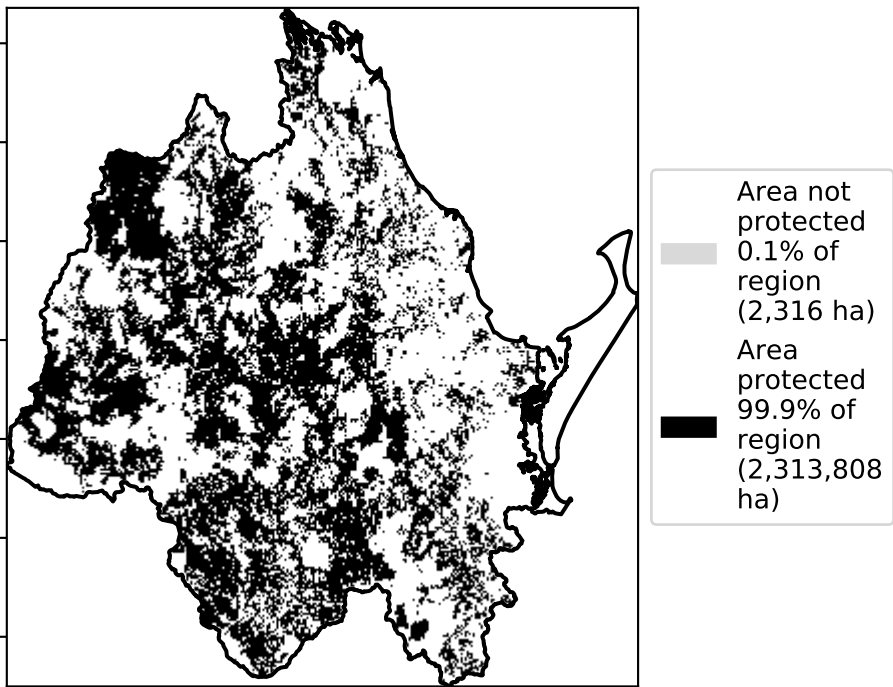 Area not
protected
0.1% of
region
(2,316 ha)
Area
protected
99.9% of
region
(2,313,808
ha)